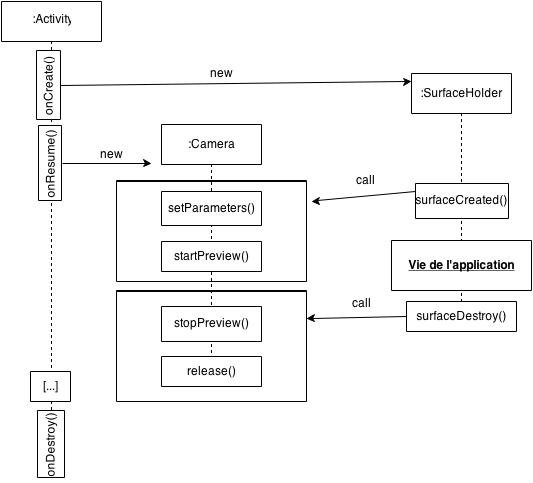 :Activity
onCreate()
new
:SurfaceHolder
onResume()
new
:Camera
call
setParameters()
surfaceCreated()
startPreview()
Vie de l'application
call
stopPreview()
surfaceDestroy()
release()
[...]
onDestroy()